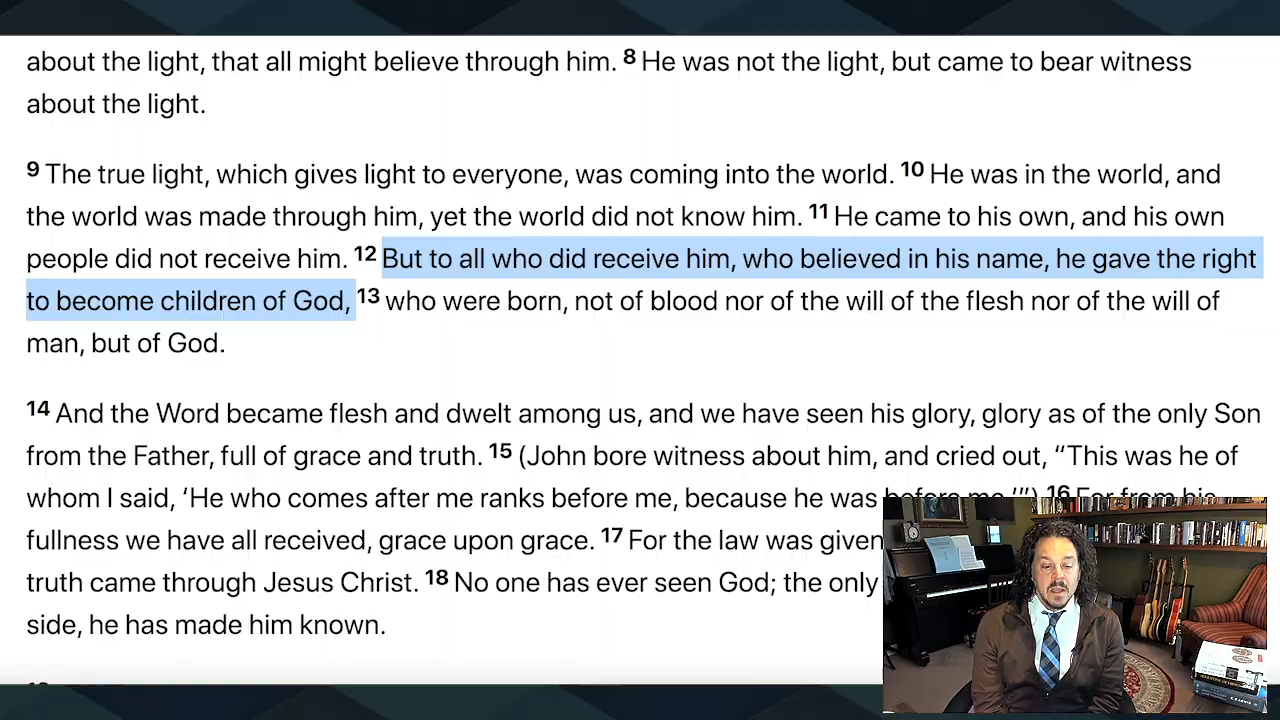 about the light, that all might believe through him. 8 He was not the light, but came to bear witness
about the light.
9 The true light, which gives light to everyone, was coming into the world. 10 He was in the world, and
the world was made through him, yet the world did not know him. 11 He came to his own, and his own
people did not receive him. 12 But to all who did receive him, who believed in his name, he gave the right
to become children of God, 13 who were born, not of blood nor of the will of the flesh nor of the will of
man, but of God.
14 And the Word became flesh and dwelt among us, and we have seen his glory, glory as of the only Son
from the Father, full of grace and truth. 15 (John bore witness about him, and cried out, “This was he of
whom I said, ‘He who comes after me ranks before me, because he was before me.’”) 16 For from his
fullness we have all received, grace upon grace. 17 For the law was given
truth came through Jesus Christ. 18 No one has ever seen God; the only
side, he has made him known.